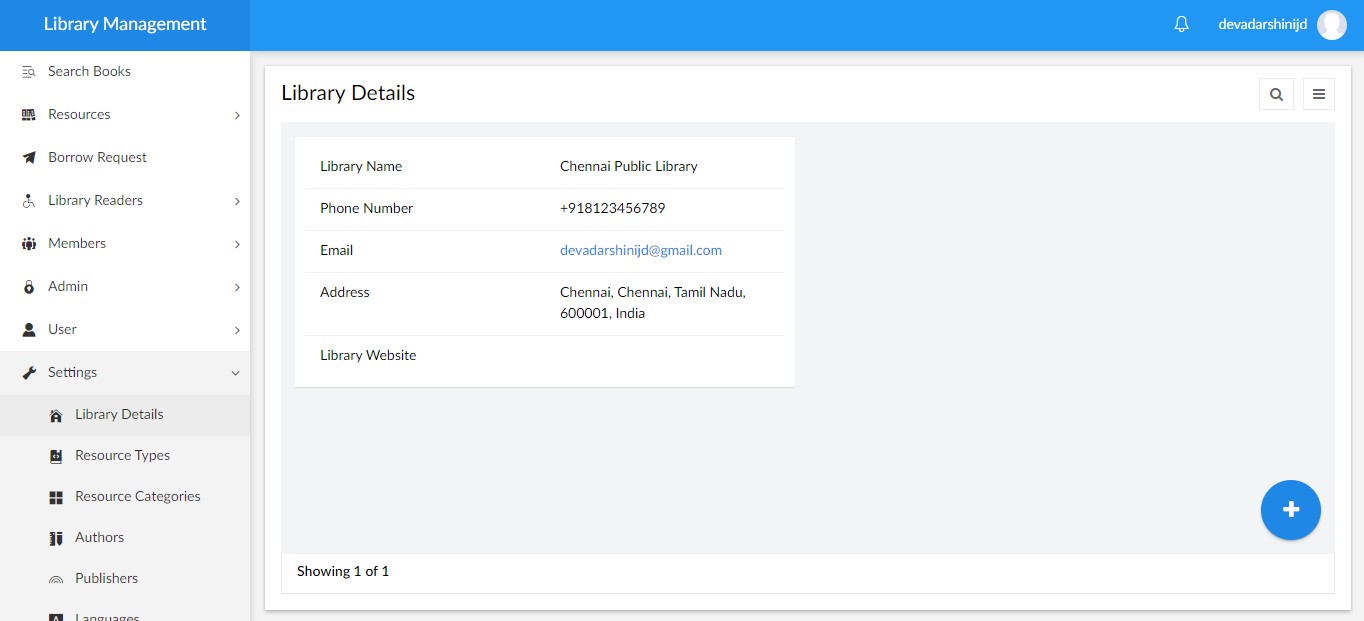 Library Management
devadarshinijd
Search Books
Resources
Borrow Request
Library Readers
Members
Admin
User
Settings
Library Details
Resource Types
Resource Categories
Authors
Publishers
Languages
Library Details
Library Name Chennai Public Library
Phone Number +918123456789
Email devadarshinijd@gmail.com
Address Chennai, Chennai, Tamil Nadu,
600001, India
Library Website
Showing 1 of 1